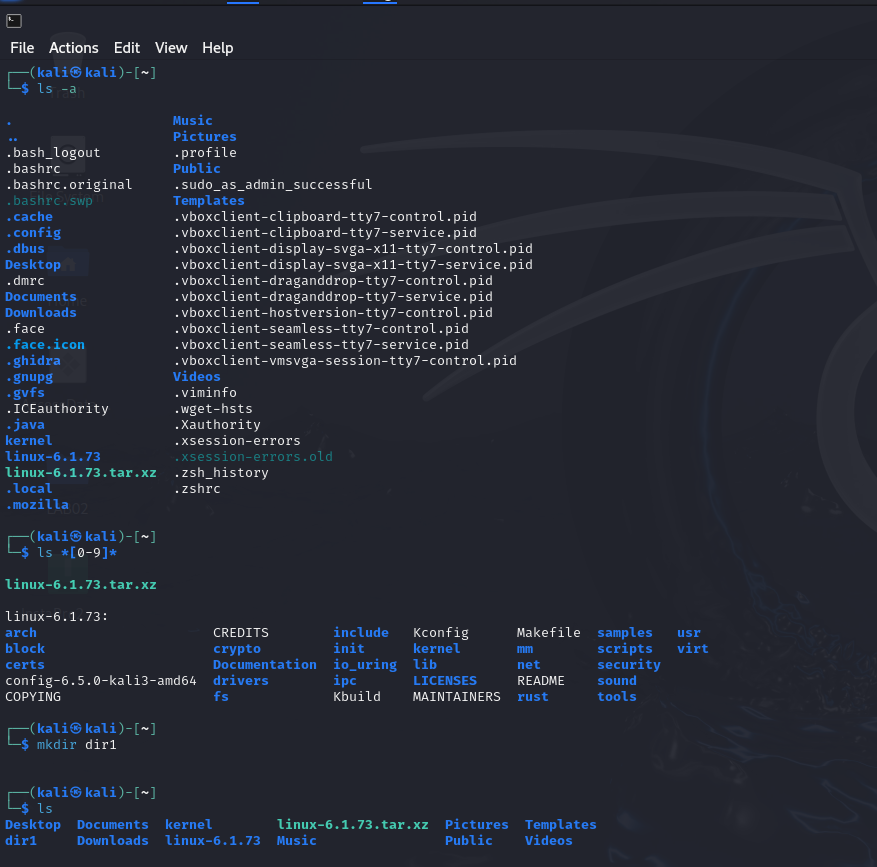 File Actions Edit View Help
┌──(kali㉿kali)-[~]
└─$ ls -a
. Music
.. Pictures
.bash_logout .profile
.bashrc Public
.bashrc.original .sudo_as_admin_successful
.bashrc.swp Templates
.cache .vboxclient-clipboard-tty7-control.pid
.config .vboxclient-clipboard-tty7-service.pid
.dbus .vboxclient-display-svga-x11-tty7-control.pid
Desktop .vboxclient-display-svga-x11-tty7-service.pid
.dmrc .vboxclient-draganddrop-tty7-control.pid
Documents .vboxclient-draganddrop-tty7-service.pid
Downloads .vboxclient-hostversion-tty7-control.pid
.face .vboxclient-seamless-tty7-control.pid
.face.icon .vboxclient-seamless-tty7-service.pid
.ghidra .vboxclient-vmsvga-session-tty7-control.pid
.gnupg Videos
.gvfs .viminfo
.ICEauthority .wget-hsts
.java .Xauthority
kernel .xsession-errors
linux-6.1.73 .xsession-errors.old
linux-6.1.73.tar.xz .zsh_history
.local .zshrc
.mozilla
┌──(kali㉿kali)-[~]
└─$ ls *[0-9]*
linux-6.1.73.tar.xz
linux-6.1.73:
arch CREDITS include Kconfig Makefile samples usr
block crypto init kernel mm scripts virt
certs Documentation io_uring lib net security
config-6.5.0-kali3-amd64 drivers ipc LICENSES README sound
COPYING fs Kbuild MAINTAINERS rust tools
┌──(kali㉿kali)-[~]
└─$ mkdir dir1
┌──(kali㉿kali)-[~]
└─$ ls
Desktop Documents kernel linux-6.1.73.tar.xz Pictures Templates
dir1 Downloads linux-6.1.73 Music Public Videos